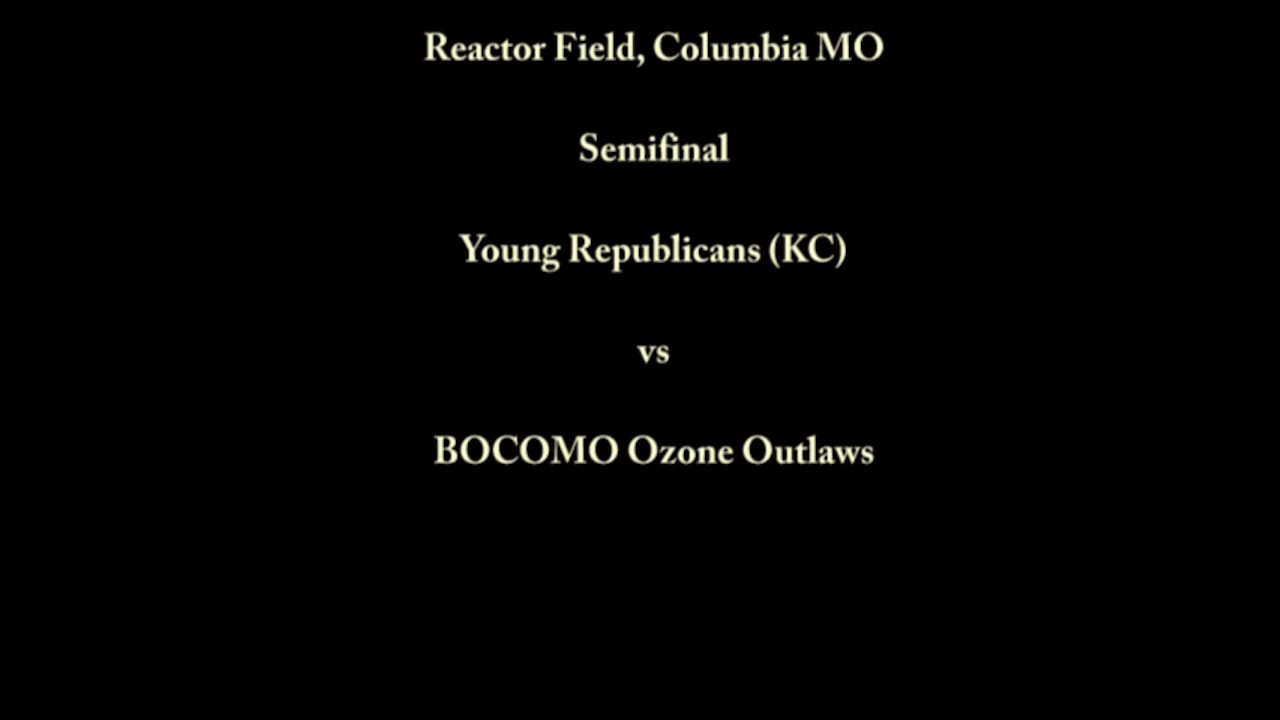 Reactor Field, Columbia MO
Semifinal
Young Republicans (KC)
vs
BOCOMO Ozone Outlaws